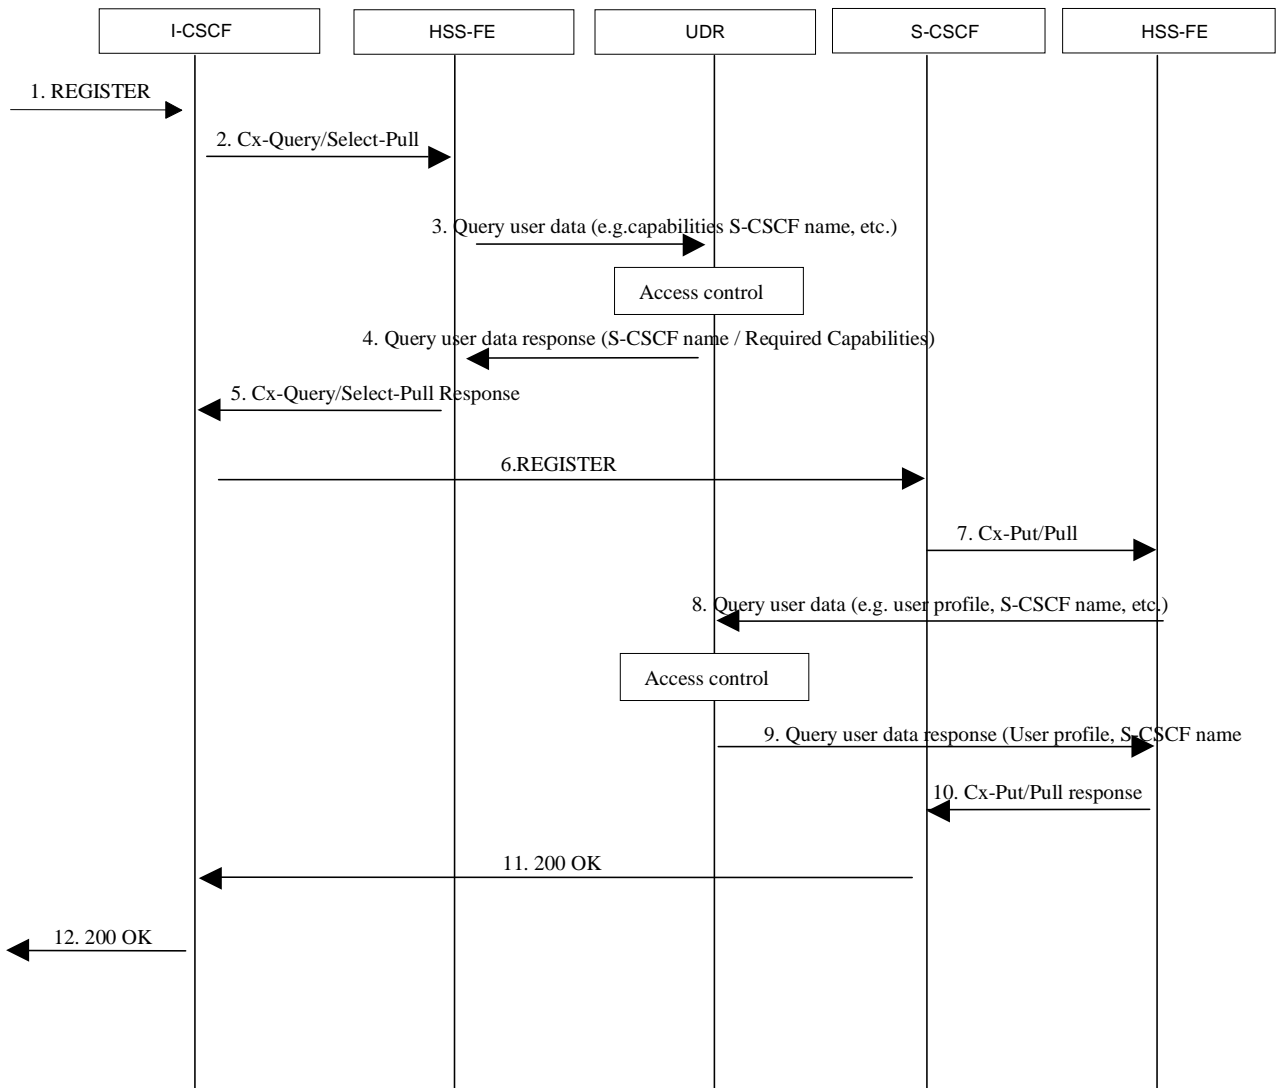 I-CSCF
HSS-FE
UDR
S-CSCF
HSS-FE
1. REGISTER
2. Cx-Query/Select-Pull
3. Query user data (e.g.capabilities S-CSCF name, etc.)
Access control
4. Query user data response (S-CSCF name / Required Capabilities)
5. Cx-Query/Select-Pull Response
6.REGISTER
7. Cx-Put/Pull
8. Query user data (e.g. user profile, S-CSCF name, etc.)
Access control
9. Query user data response (User profile, S-CSCF name
10. Cx-Put/Pull response
11. 200 OK
12. 200 OK